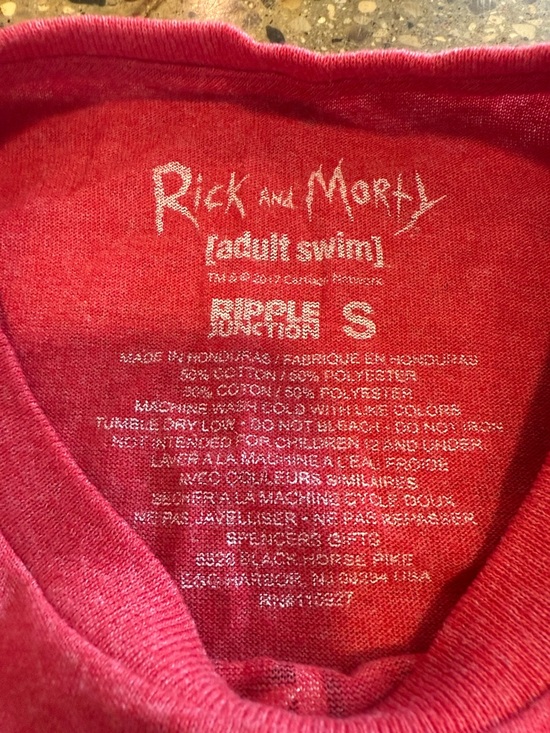 Rick and Morty
[adult swim]
TM & © 2017 Cartoon Network
RIPPLE
JUNCTION S
MADE IN HONDURAS / FABRIQUE EN HONDURAS
50% COTTON / 50% POLYESTER
50% COTON / 50% POLYESTER
MACHINE WASH COLD WITH LIKE COLORS
TUMBLE DRY LOW • DO NOT BLEACH • DO NOT IRON
NOT INTENDED FOR CHILDREN 12 AND UNDER
LAVER A LA MACHINE A L'EAU FROIDE
AVEC COULEURS SIMILAIRES
SECHER A LA MACHINE CYCLE DOUX
NE PAS JAVELLISER • NE PAR REPASSER
SPENCERS GIFTS
6826 BLACK HORSE PIKE
EGG HARBOR, NJ 08234 USA
RN#110927